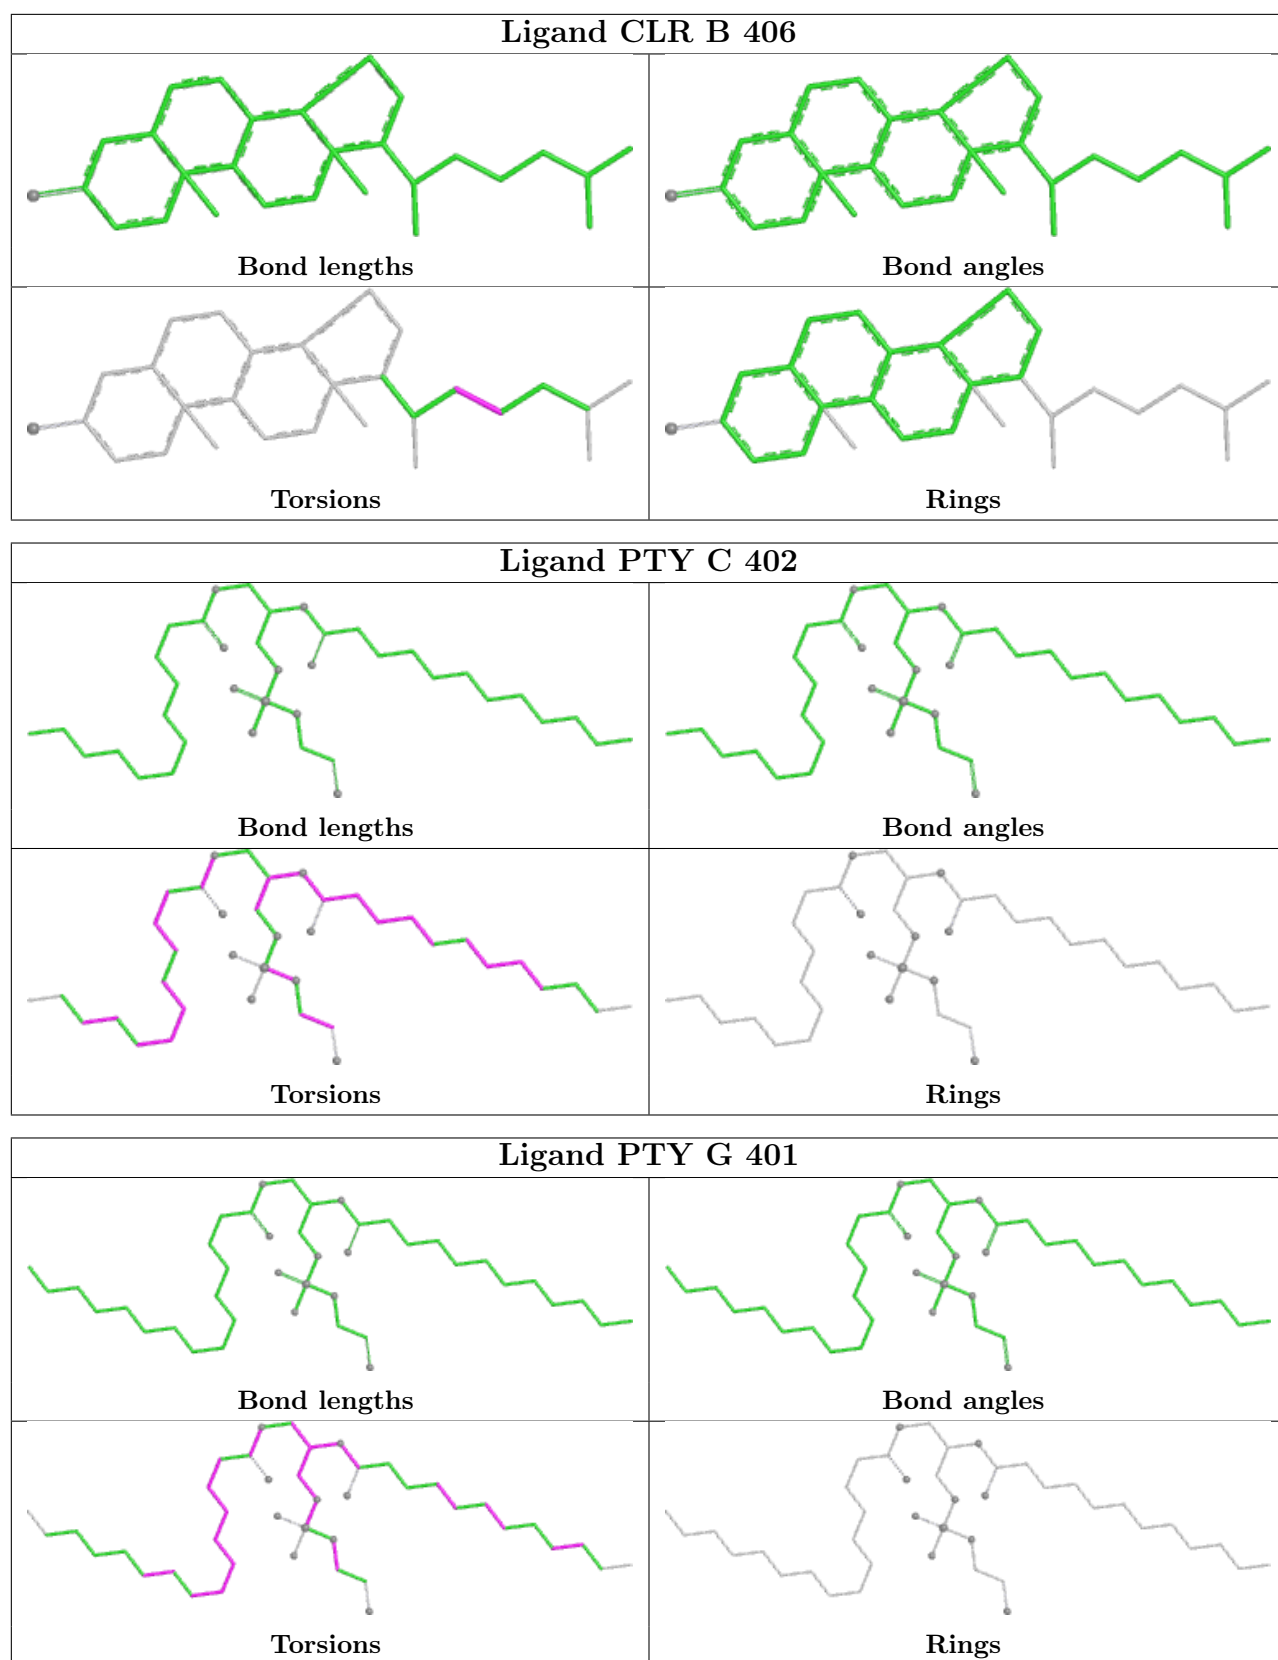 Ligand CLR B 406
Bond lengths
Bond angles
Torsions
Rings
Ligand PTY C 402
Bond lengths
Bond angles
Torsions
Rings
Ligand PTY G 401
Bond lengths
Bond angles
Torsions
Rings